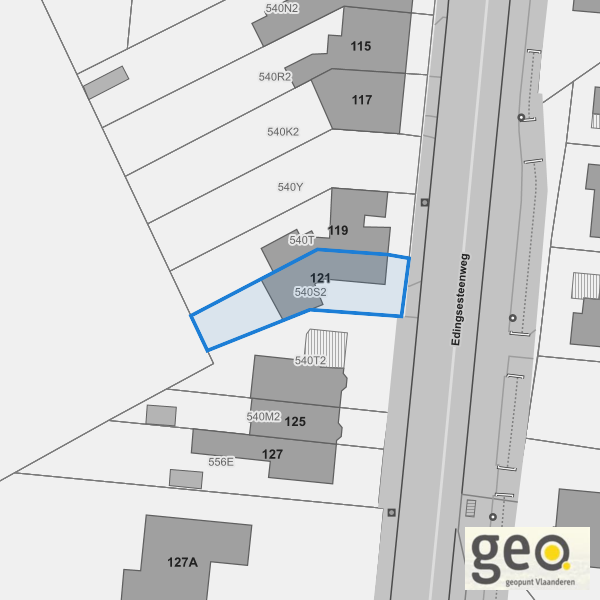 540N2
115
540R2
117
540K2
540Y
119
540T
121
540S2
Edingsesteenweg
540T2
540M2
125
127
556E
127A
geo.
geopunt Vlaanderen